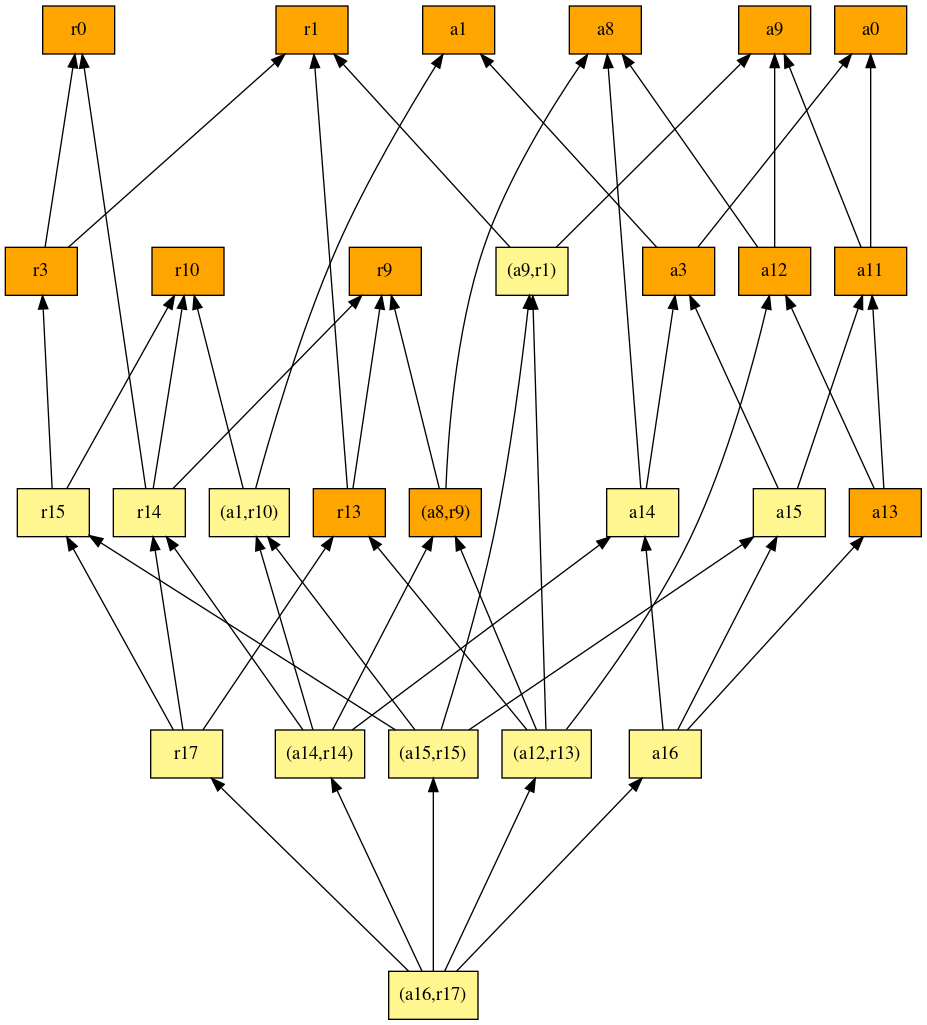 r0
r1
a1
a8
a9
a0
r3
r10
r9
(a9,r1)
a3
a12
a11
r15
r14
(a1,r10)
r13
(a8,r9)
a14
a15
a13
r17
(a14,r14)
(a15,r15)
(a12,r13)
a16
(a16,r17)